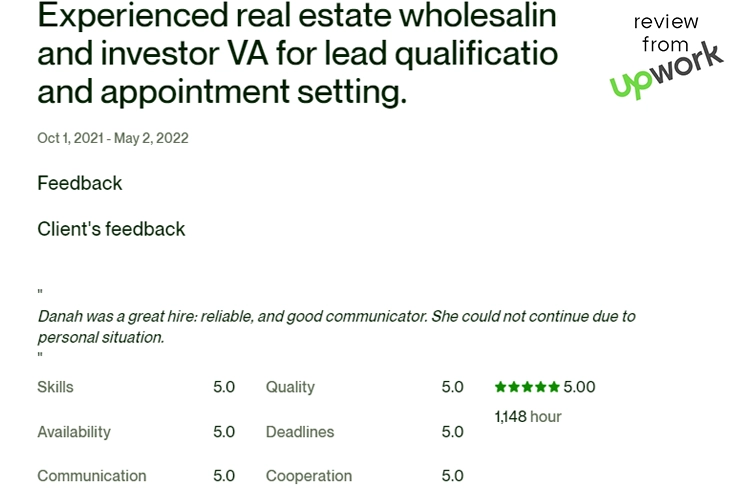 Experienced real estate wholesalin
and investor VA for lead qualificatio
and appointment setting.
review
from
upwork
Oct 1, 2021 - May 2, 2022
Feedback
Client's feedback
"
Danah was a great hire: reliable, and good communicator. She could not continue due to
personal situation.
"
Skills 5.0 Quality 5.0 ★★★★★ 5.00
1,148 hour
Availability 5.0 Deadlines 5.0
Communication 5.0 Cooperation 5.0